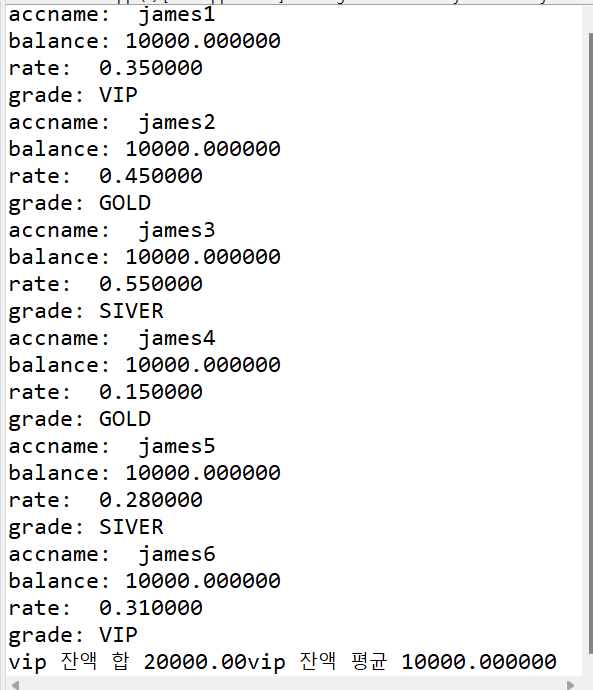 accname:  james1
balance: 10000.000000
rate:  0.350000
grade: VIP
accname:  james2
balance: 10000.000000
rate:  0.450000
grade: GOLD
accname:  james3
balance: 10000.000000
rate:  0.550000
grade: SIVER
accname:  james4
balance: 10000.000000
rate:  0.150000
grade: GOLD
accname:  james5
balance: 10000.000000
rate:  0.280000
grade: SIVER
accname:  james6
balance: 10000.000000
rate:  0.310000
grade: VIP
vip 잔액 합 20000.00vip 잔액 평균 10000.000000